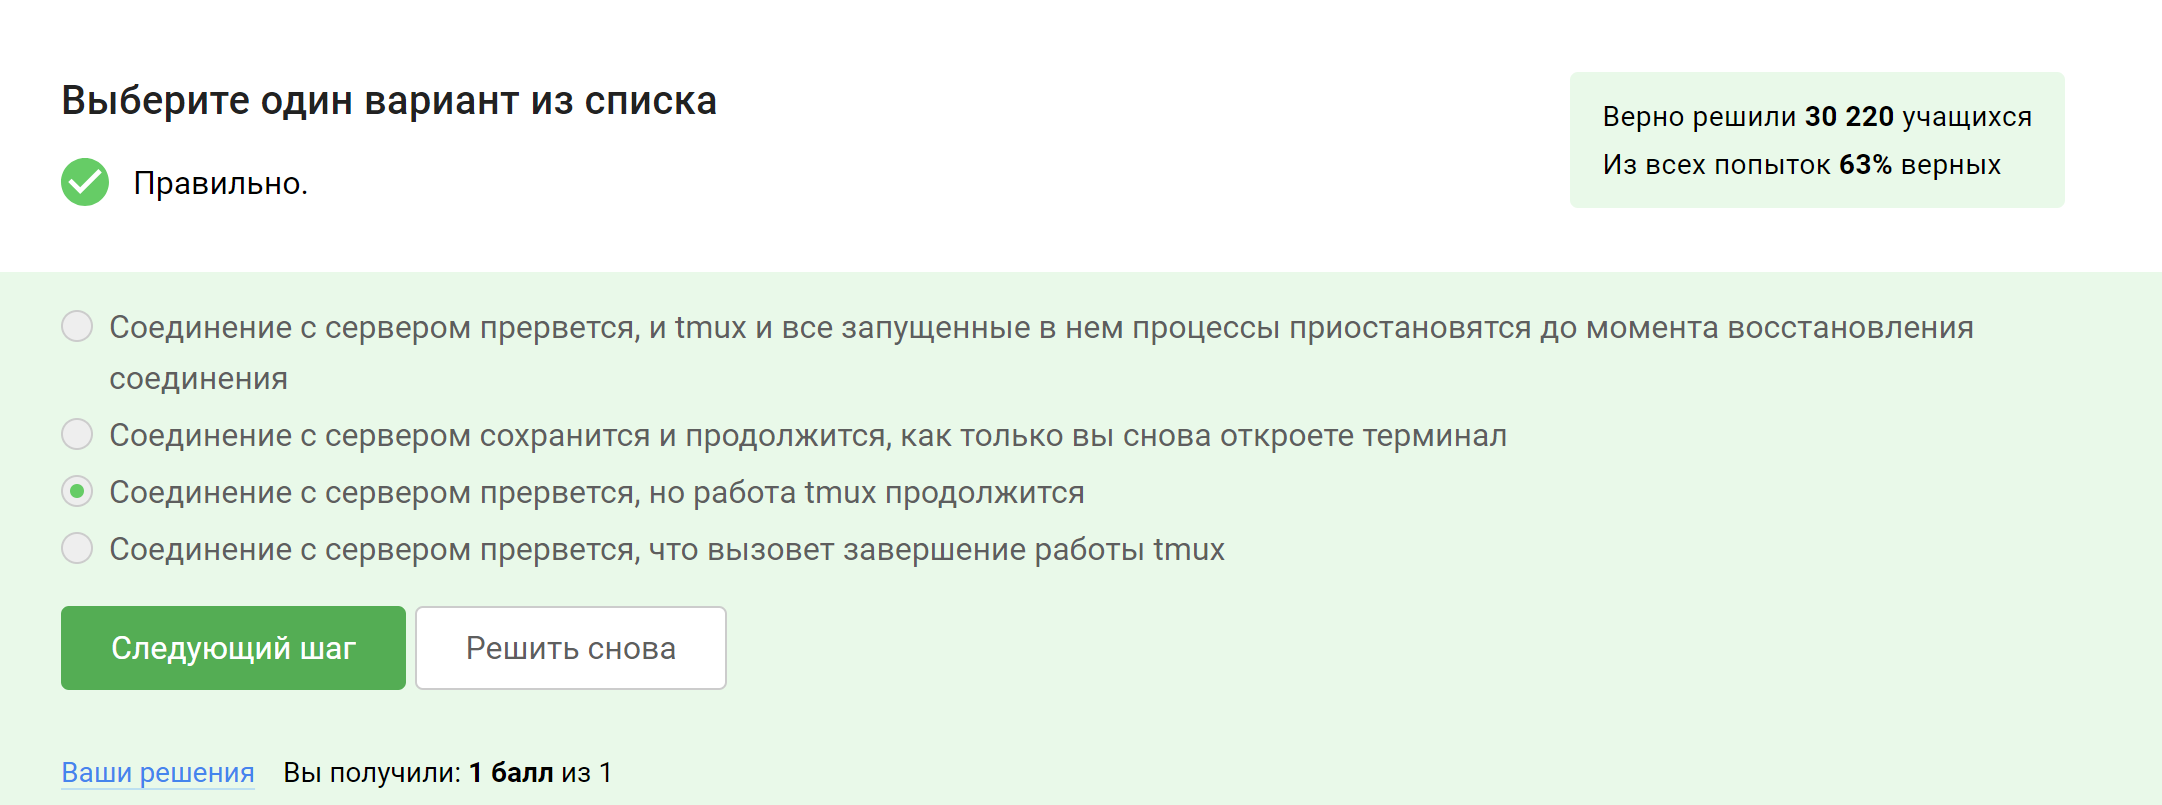 Выберите один вариант из списка
Правильно.
Верно решили 30 220 учащихся
Из всех попыток 63% верных
Соединение с сервером прервется, и tmux и все запущенные в нем процессы приостановятся до момента восстановления
соединения
Соединение с сервером сохранится и продолжится, как только вы снова откроете терминал
Соединение с сервером прервется, но работа tmux продолжится
Соединение с сервером прервется, что вызовет завершение работы tmux
Следующий шаг
Решить снова
Ваши решения
Вы получили: 1 балл из 1